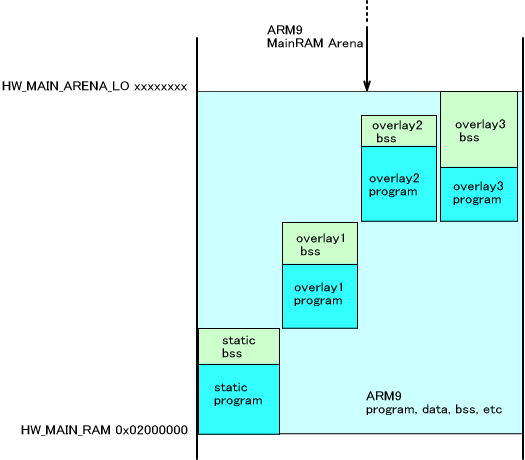 ARM9
MainRAM Arena
HW_MAIN_ARENA_LO xxxxxxxx
overlay2
bss
overlay3
bss
overlay2
program
overlay3
program
overlay1
bss
overlay1
program
static
bss
static
program
ARM9
program, data, bss, etc
HW_MAIN_RAM 0x02000000